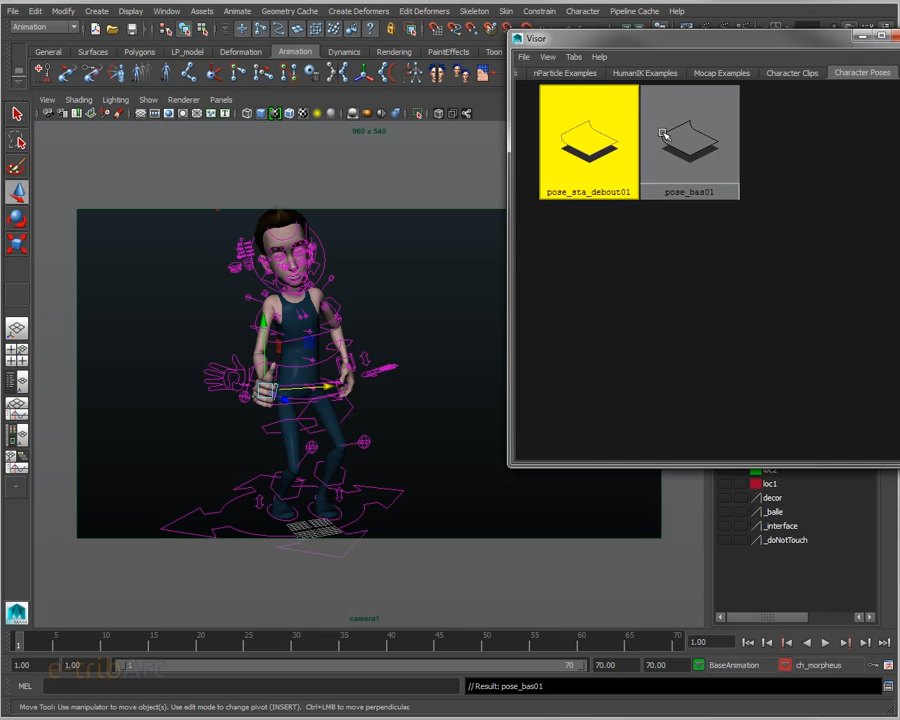 File Edit Modify Create Display Window Assets Animate Geometry Cache Create Deformers Edit Deformers Skeleton Skin Constrain Character Pipeline Cache Help
Animation
General Surfaces Polygons LP_model Deformation Animation Dynamics Rendering PaintEffects Toon
View Shading Lighting Show Renderer Panels
960 x 540
Visor
File View Tabs Help
nParticle Examples HumanIK Examples Mocap Examples Character Clips Character Poses
pose_sta_debout01 pose_bas01
loc2
loc1
decor
_balle
_interface
_doNotTouch
camera1
1 5 10 15 20 25 30 35 40 45 50 55 60 65 70 1.00
1.00 1.00 1 70 70.00 70.00 BaseAnimation ch_morpheus
e-tribArt
MEL // Result: pose_bas01
Move Tool: Use manipulator to move object(s). Use edit mode to change pivot (INSERT). Ctrl+LMB to move perpendicular.